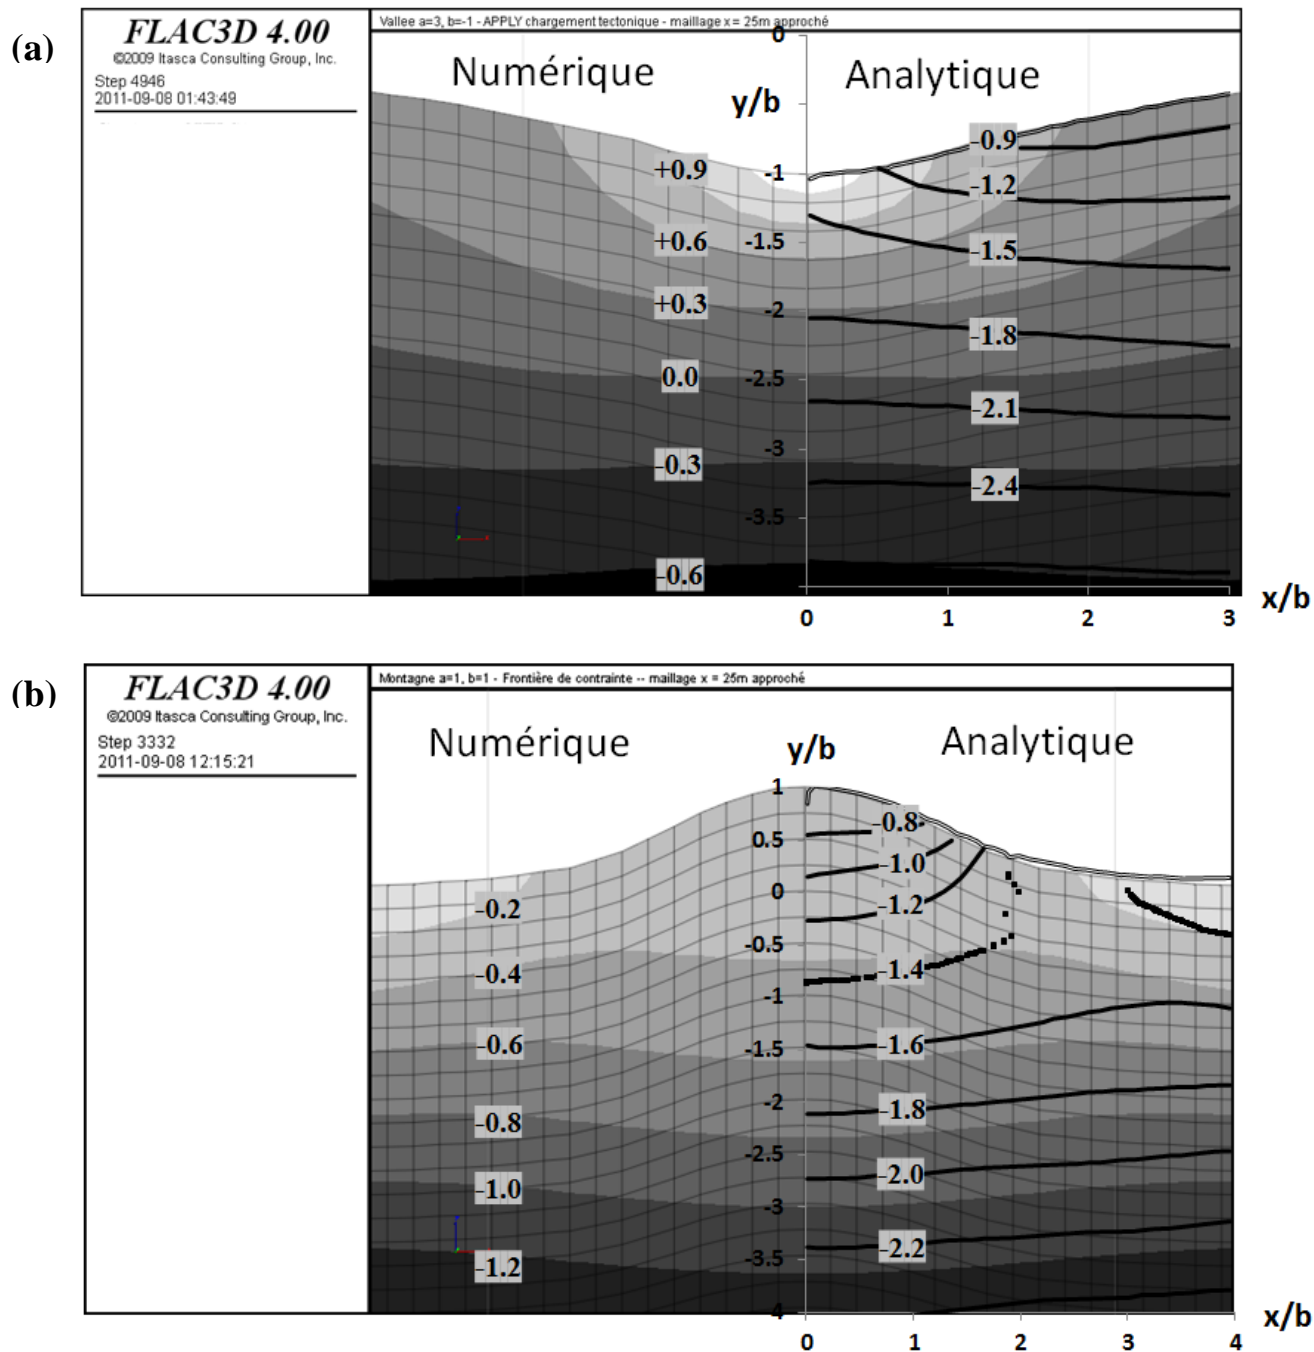 (a)
FLAC3D 4.00
©2009 Itasca Consulting Group, Inc.
Step 4946
2011-09-08 01:43:49
Vallee a=3, b=-1 - APPLY chargement tectonique - maillage x = 25m approché
Numérique
Analytique
y/b
0
-1
-1.5
-2
-2.5
-3
-3.5
+0.9
+0.6
+0.3
0.0
-0.3
-0.6
-0.9
-1.2
-1.5
-1.8
-2.1
-2.4
0 1 2 3
x/b
(b)
FLAC3D 4.00
©2009 Itasca Consulting Group, Inc.
Step 3332
2011-09-08 12:15:21
Montagne a=1, b=1 - Frontière de contrainte -- maillage x = 25m approché
Numérique
Analytique
y/b
1
0.5
0
-0.5
-1
-1.5
-2
-2.5
-3
-3.5
-4
-0.2
-0.4
-0.6
-0.8
-1.0
-1.2
-0.8
-1.0
-1.2
-1.4
-1.6
-1.8
-2.0
-2.2
0 1 2 3 4
x/b